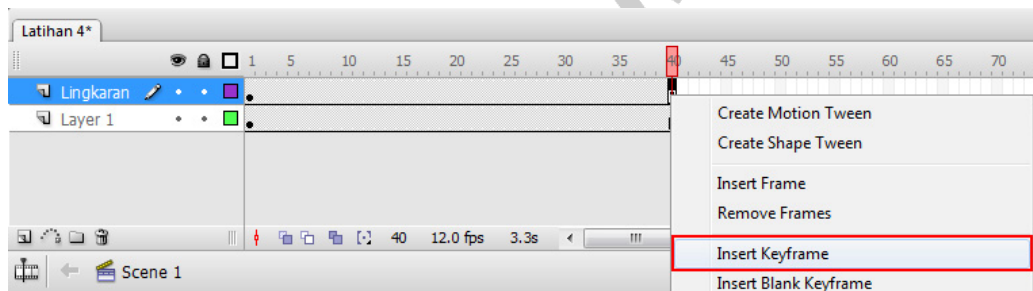 Latihan 4*
1 5 10 15 20 25 30 35 40 45 50 55 60 65 70
Lingkaran
Layer 1
Create Motion Tween
Create Shape Tween
Insert Frame
Remove Frames
40 12.0 fps 3.3s
Insert Keyframe
Scene 1
Insert Blank Keyframe